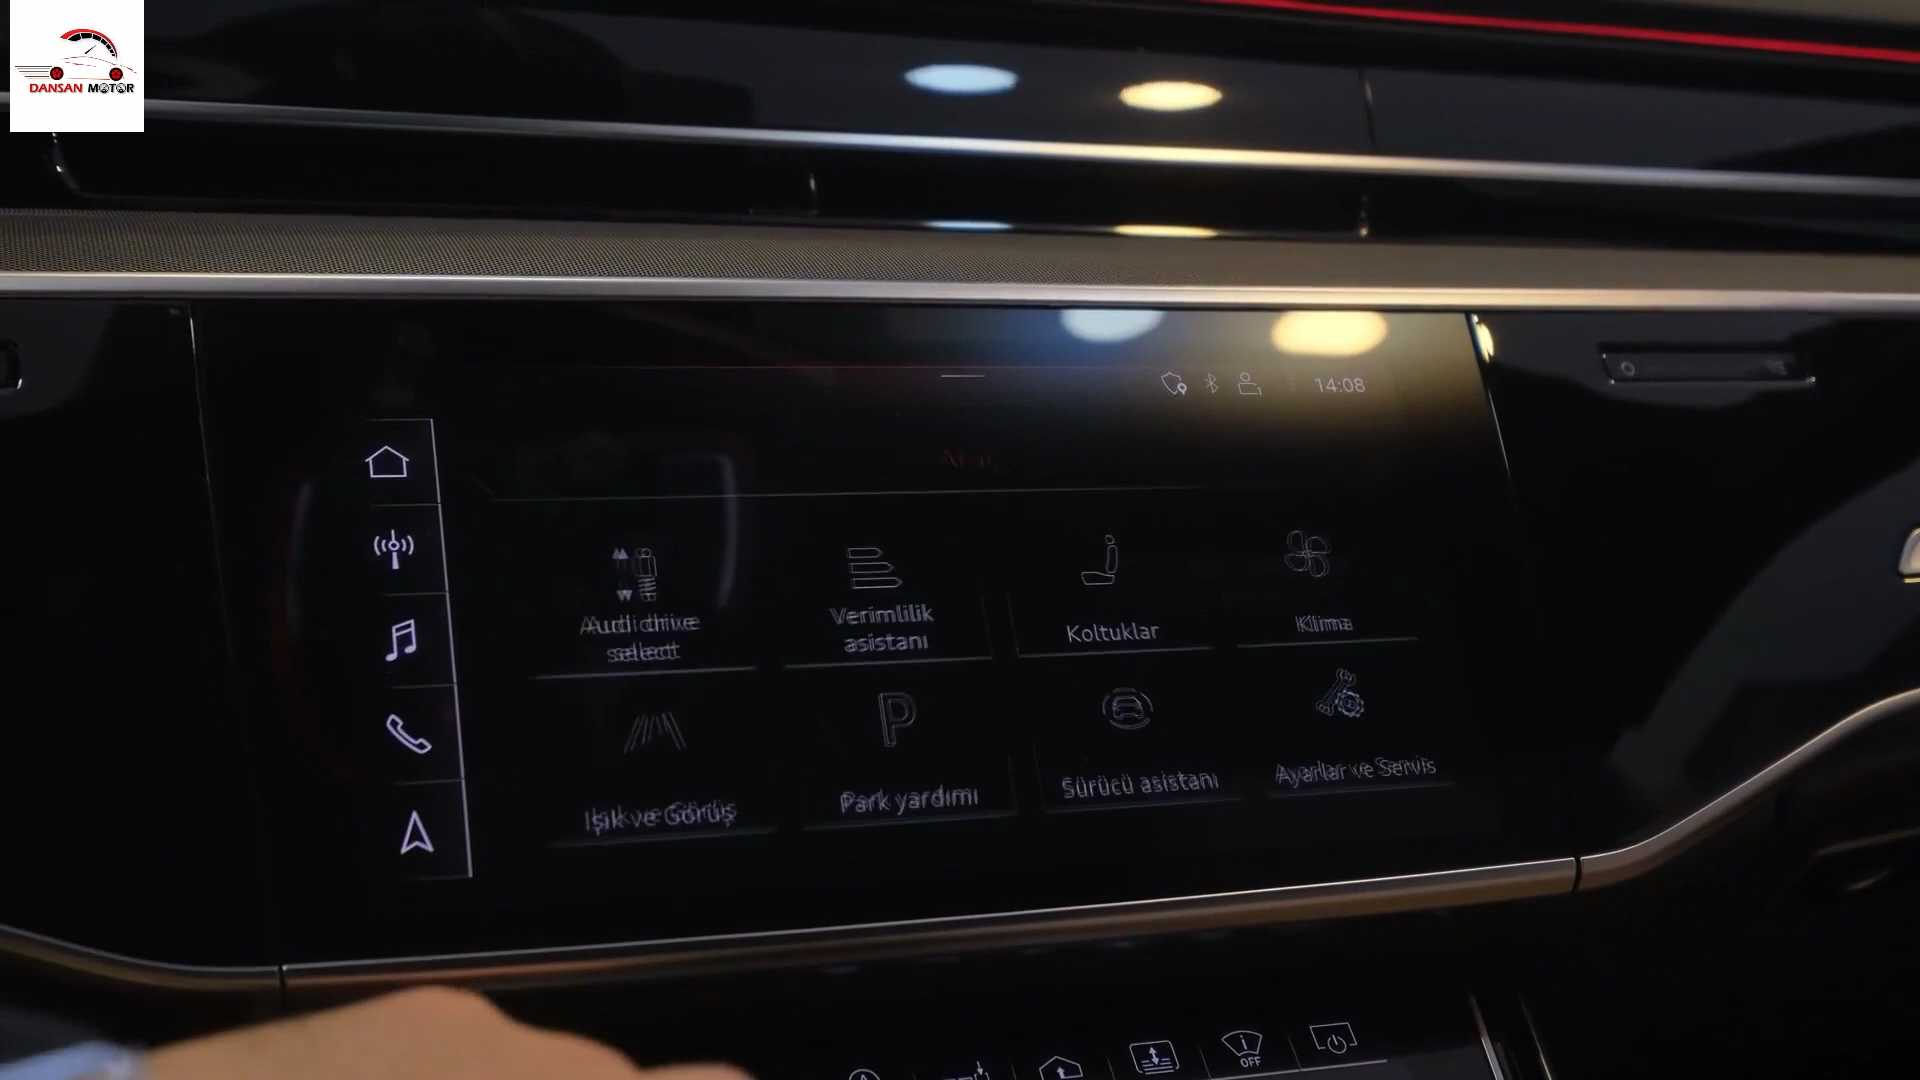 DANSAN MOTOR
14:08
Audi drive
select
Verimlilik
asistanı
Koltuklar
Klima
Işık ve Görüş
P
Park yardımı
Sürücü asistanı
Ayarlar ve Servis
OFF